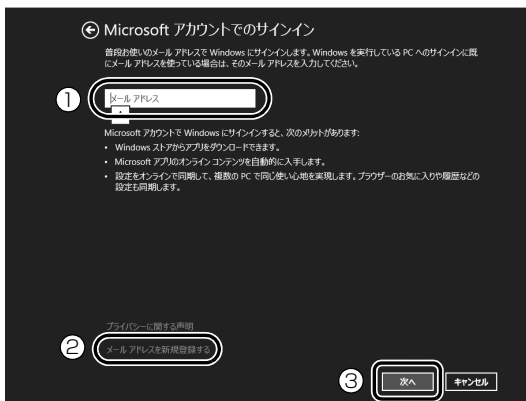 Microsoft アカウントでのサインイン
普段お使いのメール アドレスで Windows にサインインします。Windows を実行している PC へのサインインに既
にメール アドレスを使っている場合は、そのメール アドレスを入力してください。
① メール アドレス
Microsoft アカウントで Windows にサインインすると、次のメリットがあります:
• Windows ストアからアプリをダウンロードできます。
• Microsoft アプリのオンライン コンテンツを自動的に入手します。
• 設定をオンラインで同期して、複数の PC で同じ使い心地を実現します。ブラウザーのお気に入りや履歴などの
設定も同期します。
プライバシーに関する声明
② メール アドレスを新規登録する
③ 次へ キャンセル